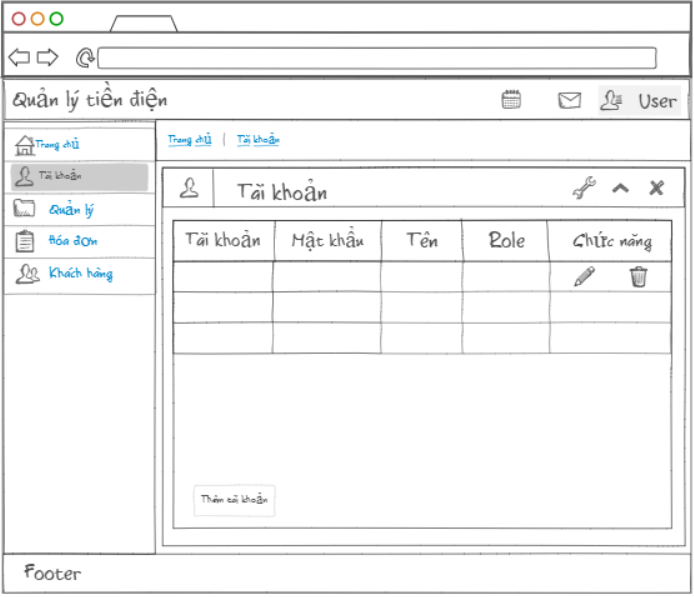 Quản lý tiền điện
User
Trang chủ
Tài khoản
Quản lý
Hóa đơn
Khách hàng
Trang chủ | Tài khoản
Tài khoản
Tài khoản Mật khẩu Tên Role Chức năng
Thêm tài khoản
Footer